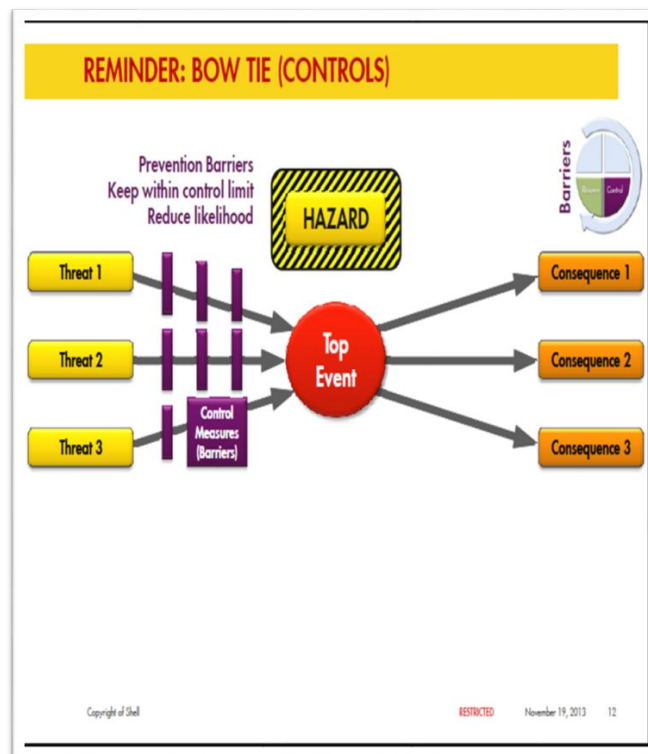 REMINDER: BOW TIE (CONTROLS)
Prevention Barriers
Keep within control limit
Reduce likelihood
HAZARD
Barriers
Control
Threat 1
Consequence 1
Threat 2
Top
Event
Consequence 2
Threat 3
Control
Measures
(Barriers)
Consequence 3
Copyright of Shell
RESTRICTED
November 19, 2013
12